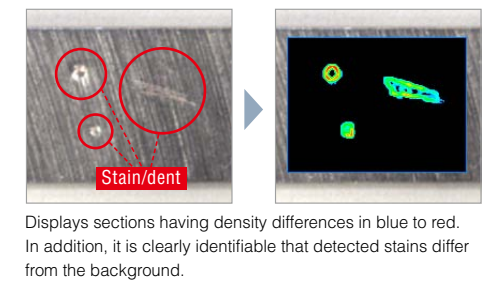 Stain/dent
Displays sections having density differences in blue to red.
In addition, it is clearly identifiable that detected stains differ
from the background.